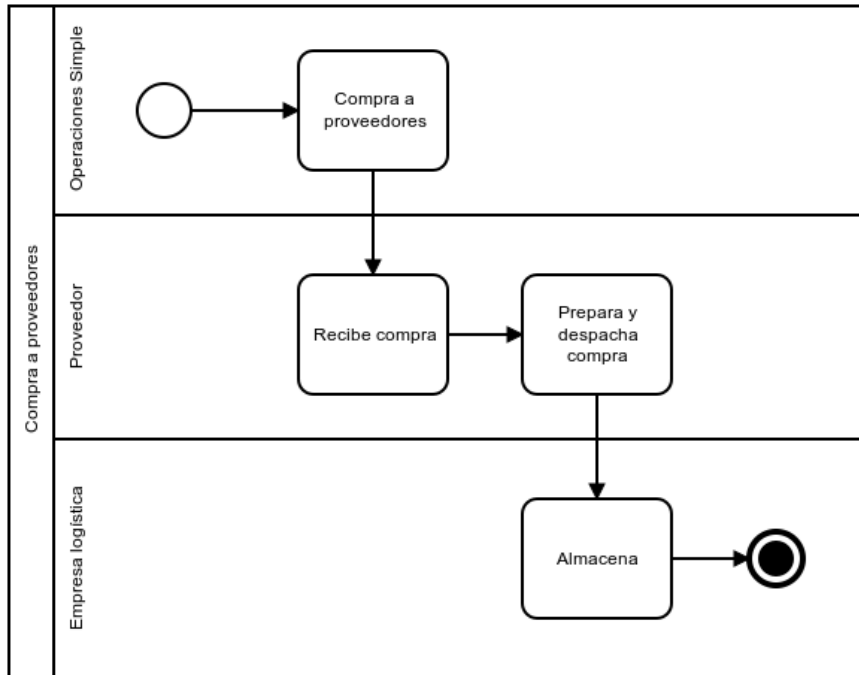 Compra a proveedores
Operaciones Simple
Compra a
proveedores
Proveedor
Recibe compra
Prepara y
despacha
compra
Empresa logística
Almacena